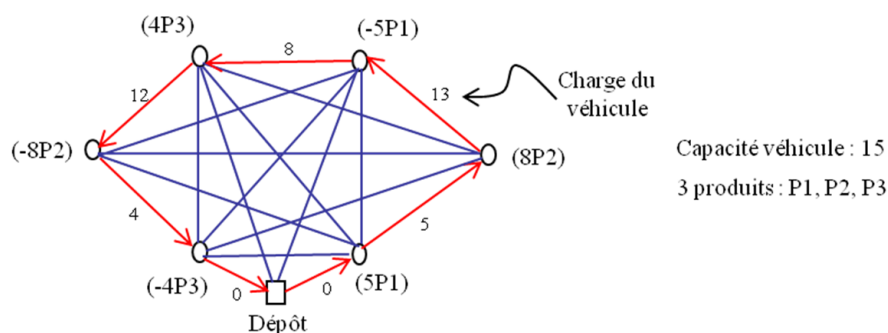 (4P3)
(-5P1)
8
Charge du
véhicule
12
13
(-8P2)
(8P2)
Capacité véhicule : 15
3 produits : P1, P2, P3
4
5
(-4P3)
0
0
(5P1)
Dépôt